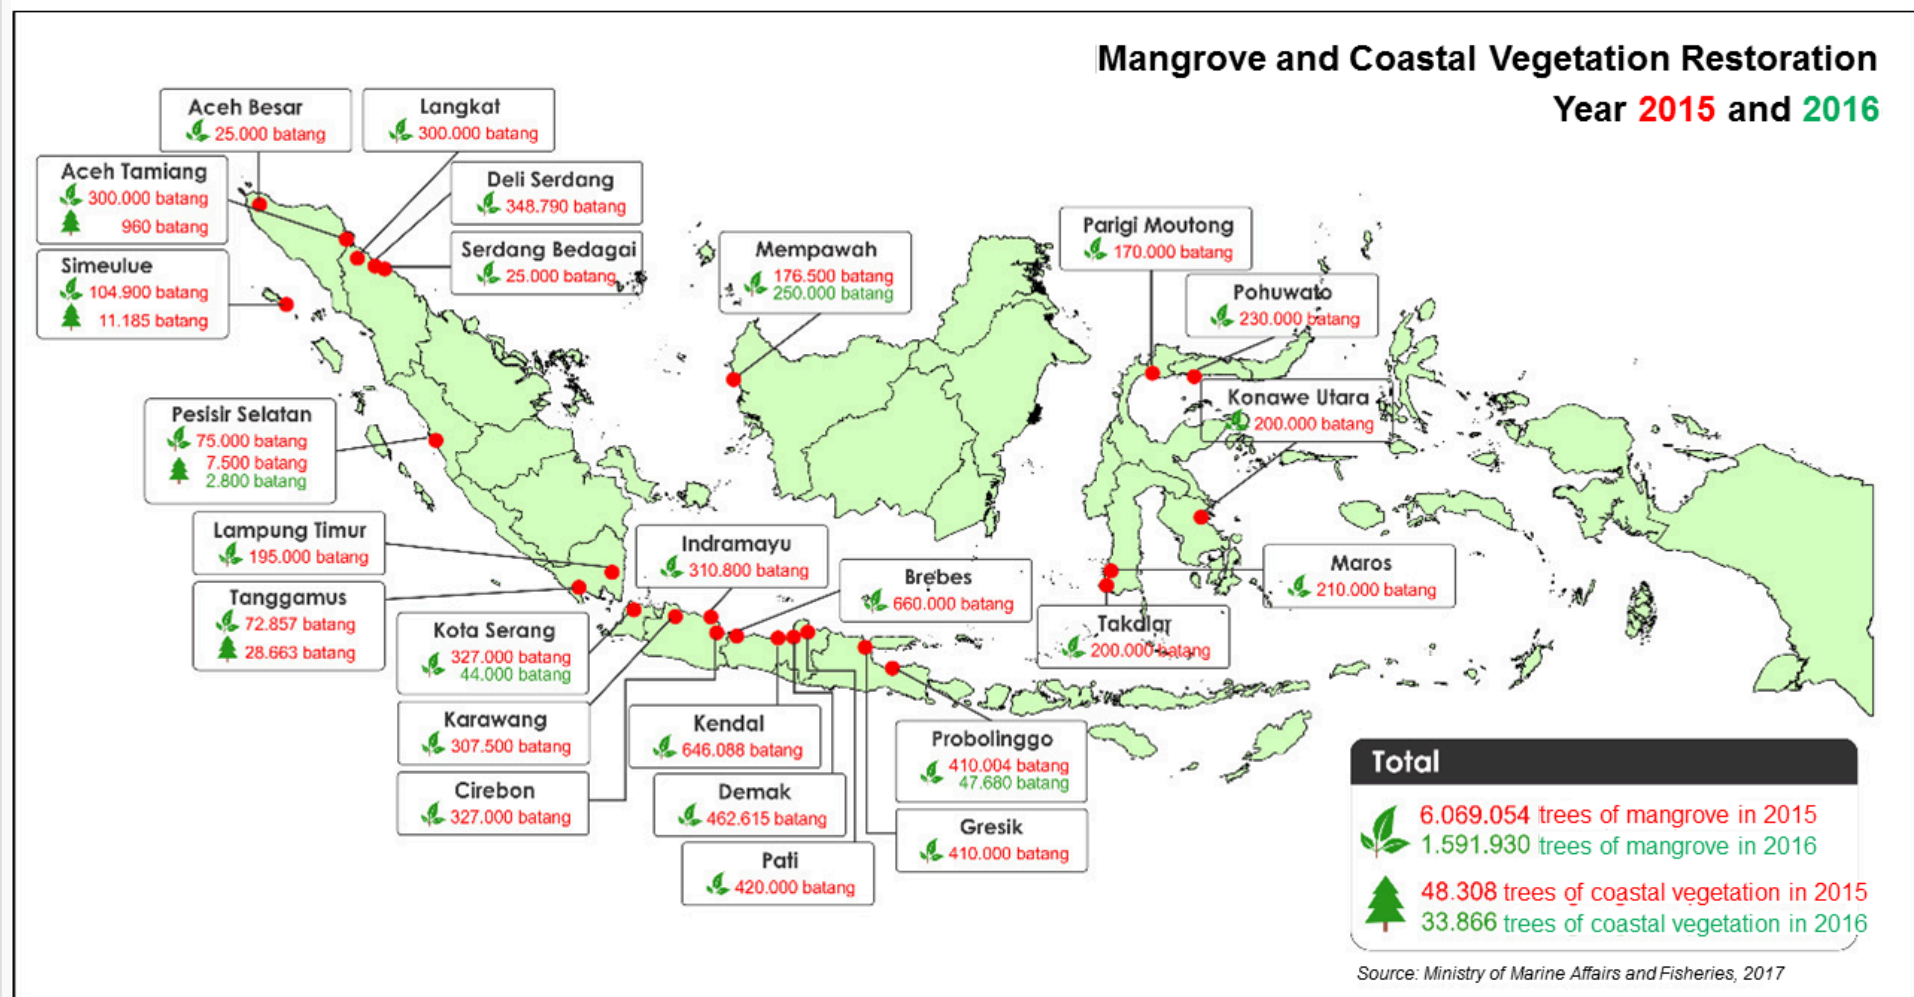 Mangrove and Coastal Vegetation Restoration
Year 2015 and 2016
Aceh Besar
25.000 batang
Langkat
300.000 batang
Aceh Tamiang
300.000 batang
960 batang
Deli Serdang
348.790 batang
Serdang Bedagai
25.000 batang
Simeulue
104.900 batang
11.185 batang
Mempawah
176.500 batang
250.000 batang
Parigi Moutong
170.000 batang
Pohuwato
230.000 batang
Konawe Utara
200.000 batang
Pesisir Selatan
75.000 batang
7.500 batang
2.800 batang
Lampung Timur
195.000 batang
Tanggamus
72.857 batang
28.663 batang
Indramayu
310.800 batang
Brebes
660.000 batang
Maros
210.000 batang
Takalar
200.000 batang
Kota Serang
327.000 batang
44.000 batang
Karawang
307.500 batang
Cirebon
327.000 batang
Kendal
646.088 batang
Demak
462.615 batang
Pati
420.000 batang
Probolinggo
410.004 batang
47.680 batang
Gresik
410.000 batang
Total
6.069.054 trees of mangrove in 2015
1.591.930 trees of mangrove in 2016
48.308 trees of coastal vegetation in 2015
33.866 trees of coastal vegetation in 2016
Source: Ministry of Marine Affairs and Fisheries, 2017